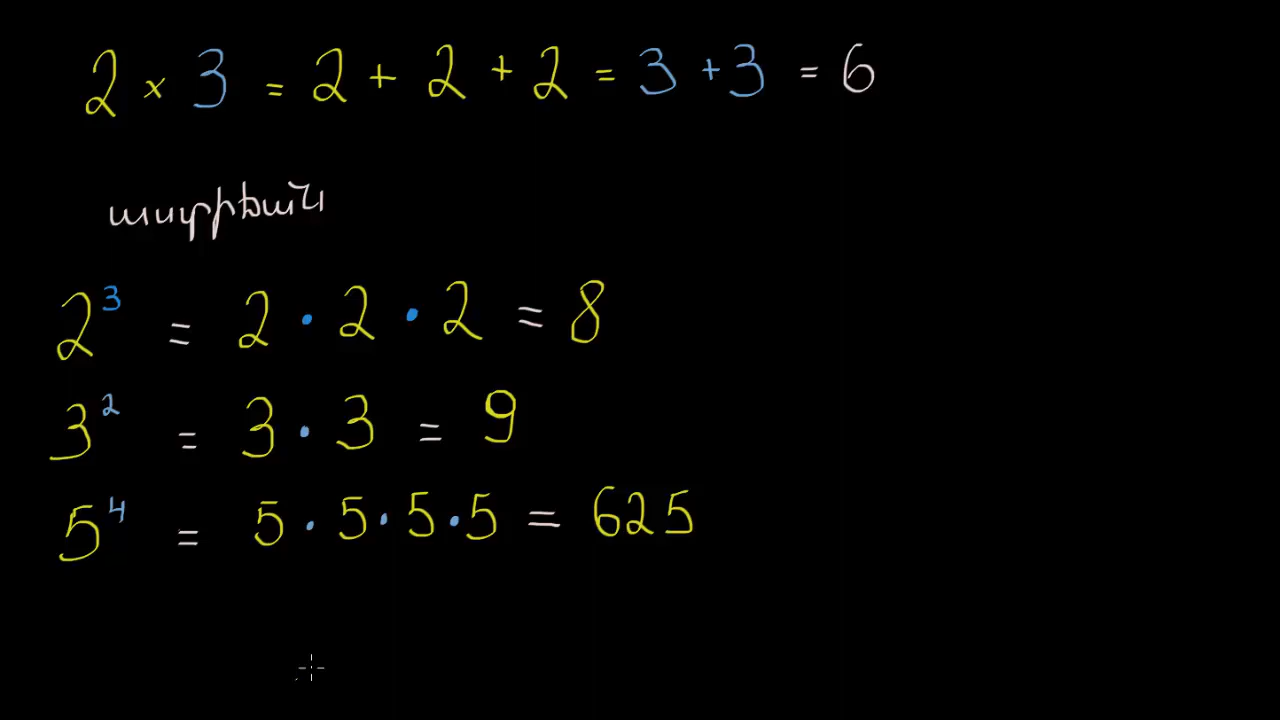 2 × 3 = 2 + 2 + 2 = 3 + 3 = 6
աստիճան
2³ = 2 · 2 · 2 = 8
3² = 3 · 3 = 9
5⁴ = 5 · 5 · 5 · 5 = 625